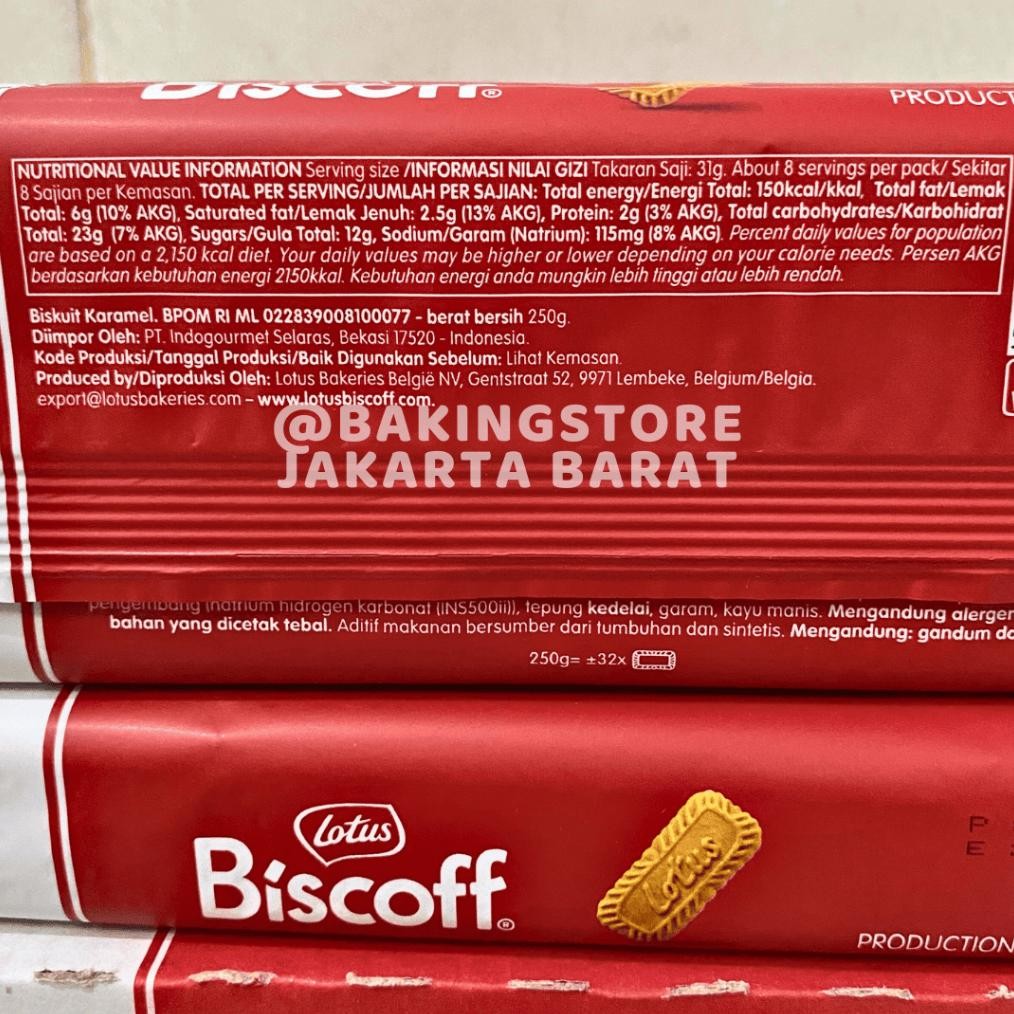 Biscoff®
PRODUCT
NUTRITIONAL VALUE INFORMATION Serving size /INFORMASI NILAI GIZI Takaran Saji: 31g. About 8 servings per pack/ Sekitar
8 Sajian per Kemasan. TOTAL PER SERVING/JUMLAH PER SAJIAN: Total energy/Energi Total: 150kcal/kkal, Total fat/Lemak
Total: 6g (10% AKG), Saturated fat/Lemak Jenuh: 2.5g (13% AKG), Protein: 2g (3% AKG), Total carbohydrates/Karbohidrat
Total: 23g (7% AKG), Sugars/Gula Total: 12g, Sodium/Garam (Natrium): 115mg (8% AKG). Percent daily values for population
are based on a 2,150 kcal diet. Your daily values may be higher or lower depending on your calorie needs. Persen AKG
berdasarkan kebutuhan energi 2150kkal. Kebutuhan energi anda mungkin lebih tinggi atau lebih rendah.
Biskuit Karamel. BPOM RI ML 022839008100077 - berat bersih 250g.
Diimpor Oleh: PT. Indogourmet Selaras, Bekasi 17520 - Indonesia.
Kode Produksi/Tanggal Produksi/Baik Digunakan Sebelum: Lihat Kemasan.
Produced by/Diproduksi Oleh: Lotus Bakeries België NV, Gentstraat 52, 9971 Lembeke, Belgium/Belgia.
export@lotusbakeries.com – www.lotusbiscoff.com.
@BAKINGSTORE
JAKARTA BARAT
pengembang (natrium hidrogen karbonat (INS500ii)), tepung kedelai, garam, kayu manis. Mengandung alergen
bahan yang dicetak tebal. Aditif makanan bersumber dari tumbuhan dan sintetis. Mengandung: gandum
250g= ±32x
Lotus
Biscoff®
Lotus
P
E
PRODUCTION